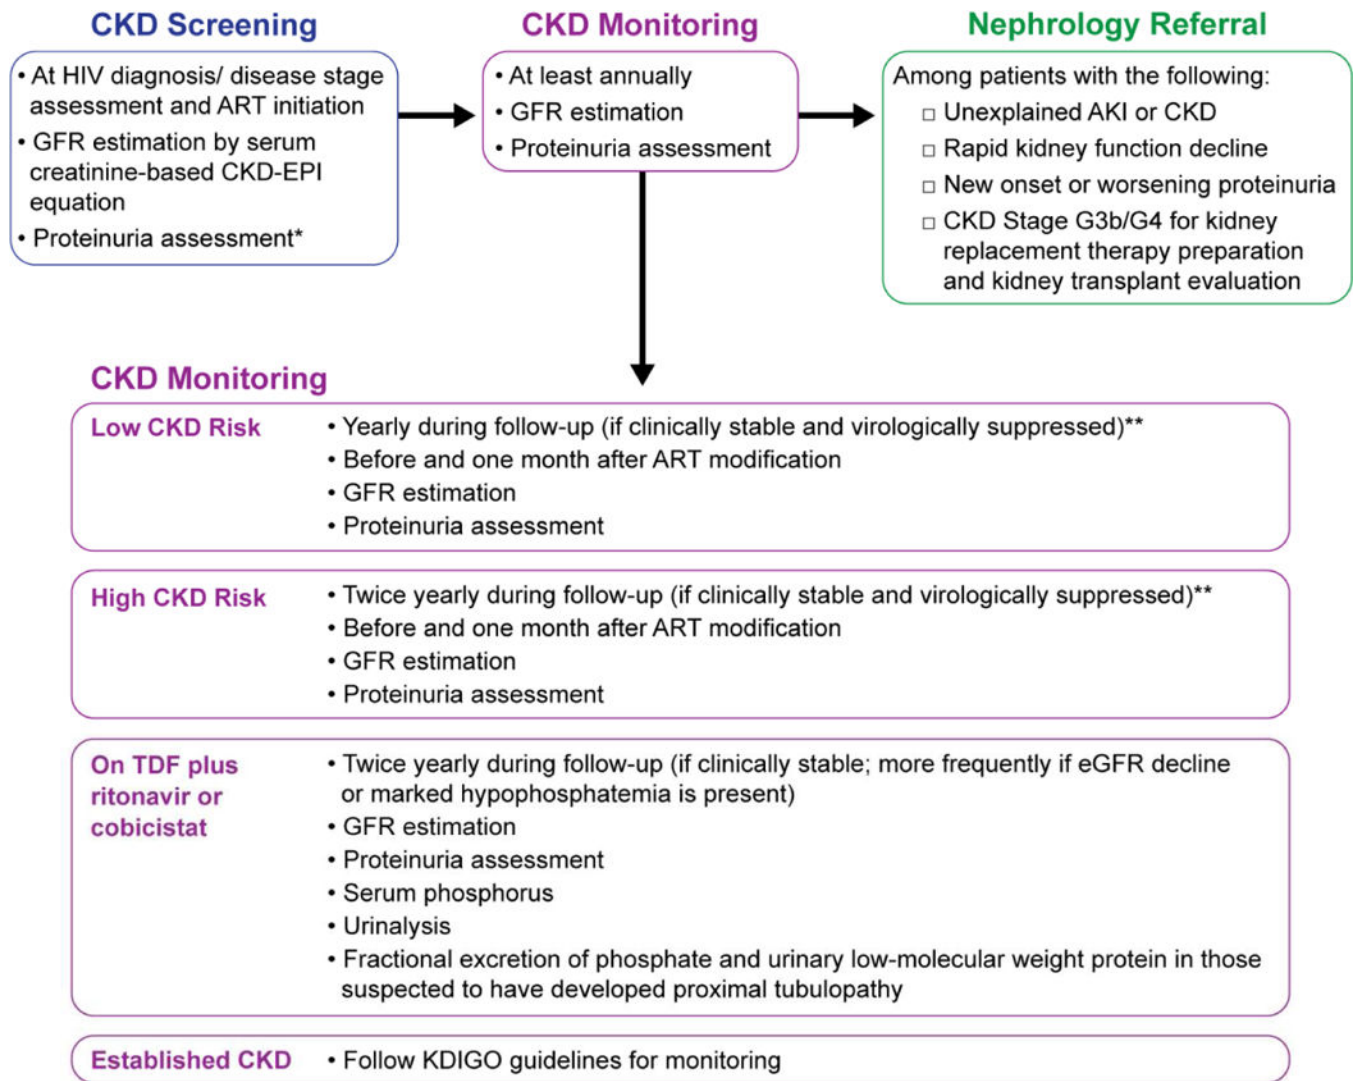 CKD Screening
• At HIV diagnosis/ disease stage
assessment and ART initiation
• GFR estimation by serum
creatinine-based CKD-EPI
equation
• Proteinuria assessment*
CKD Monitoring
• At least annually
• GFR estimation
• Proteinuria assessment
Nephrology Referral
Among patients with the following:
□ Unexplained AKI or CKD
□ Rapid kidney function decline
□ New onset or worsening proteinuria
□ CKD Stage G3b/G4 for kidney
replacement therapy preparation
and kidney transplant evaluation
CKD Monitoring
Low CKD Risk
• Yearly during follow-up (if clinically stable and virologically suppressed)**
• Before and one month after ART modification
• GFR estimation
• Proteinuria assessment
High CKD Risk
• Twice yearly during follow-up (if clinically stable and virologically suppressed)**
• Before and one month after ART modification
• GFR estimation
• Proteinuria assessment
On TDF plus
ritonavir or
cobicistat
• Twice yearly during follow-up (if clinically stable; more frequently if eGFR decline
or marked hypophosphatemia is present)
• GFR estimation
• Proteinuria assessment
• Serum phosphorus
• Urinalysis
• Fractional excretion of phosphate and urinary low-molecular weight protein in those
suspected to have developed proximal tubulopathy
Established CKD
• Follow KDIGO guidelines for monitoring